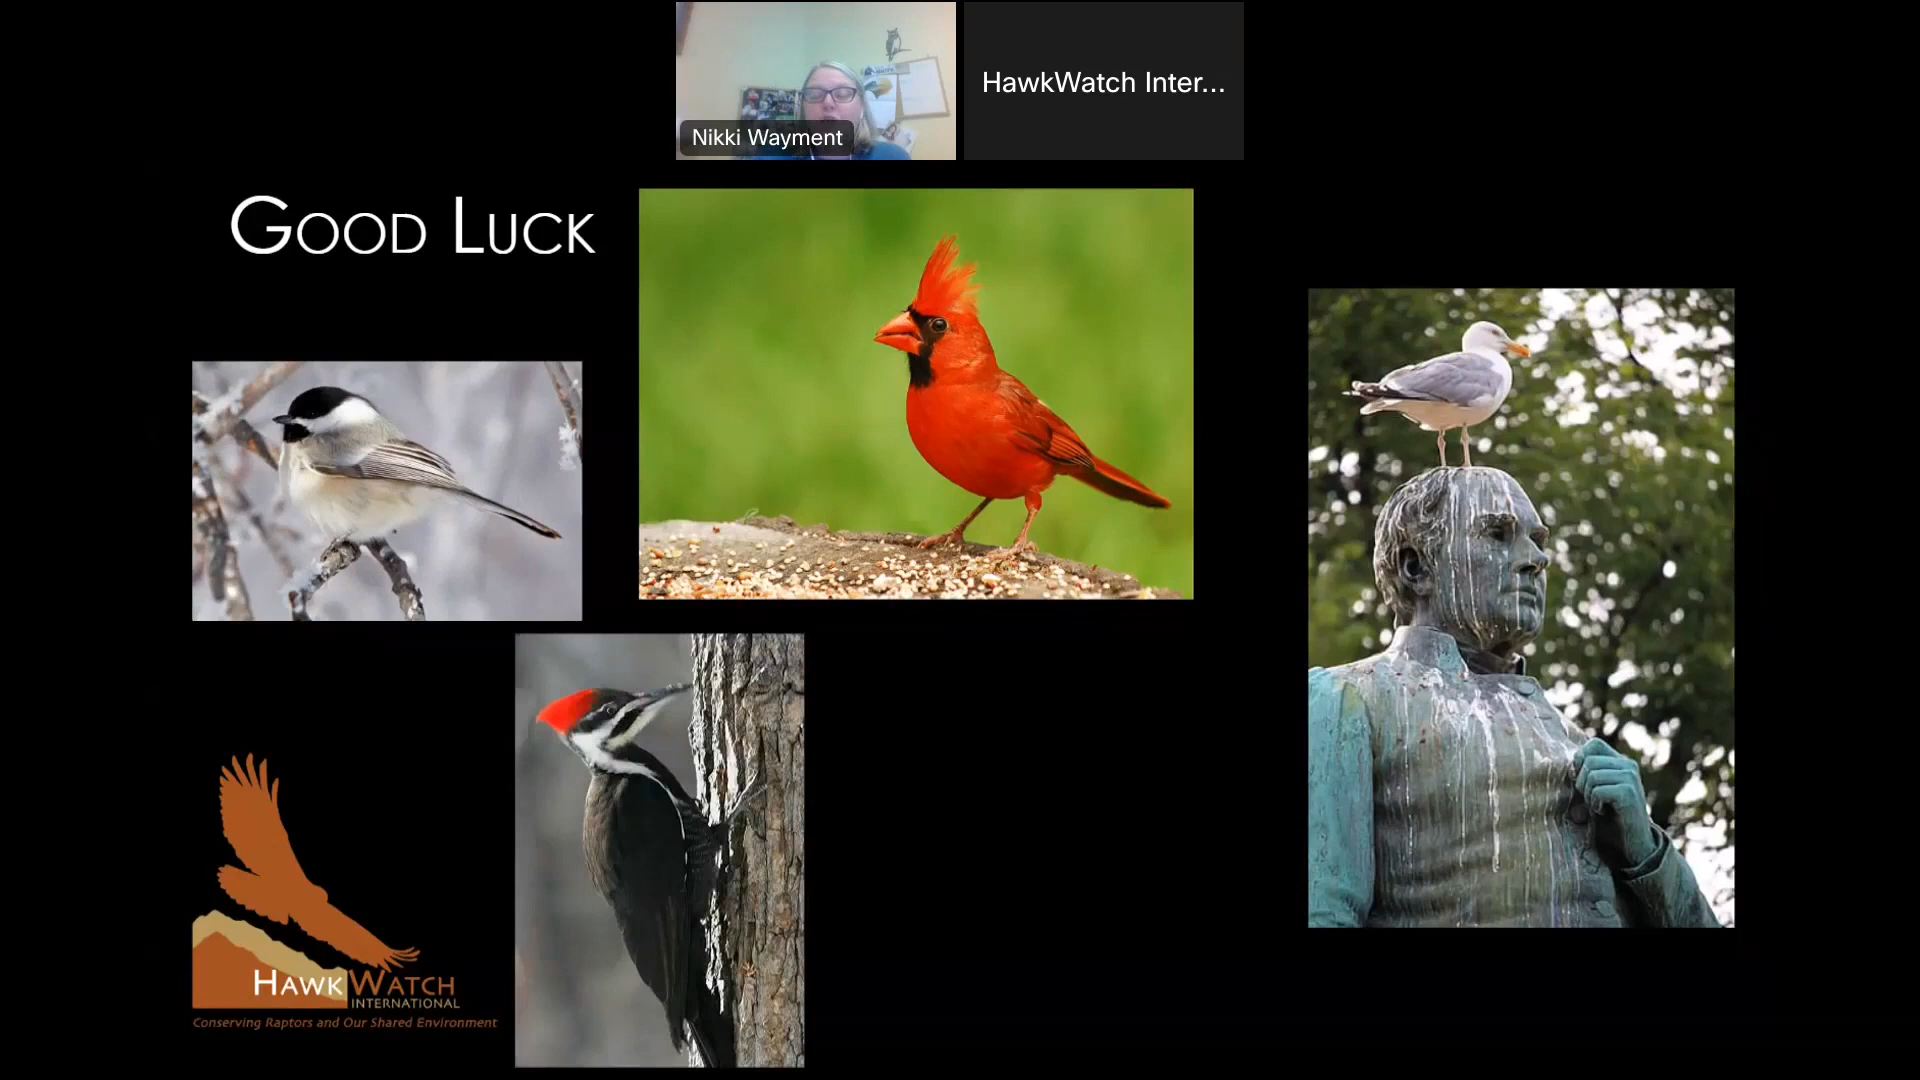 HawkWatch Inter...
Nikki Wayment
GOOD LUCK
HAWKWATCH
INTERNATIONAL
Conserving Raptors and Our Shared Environment